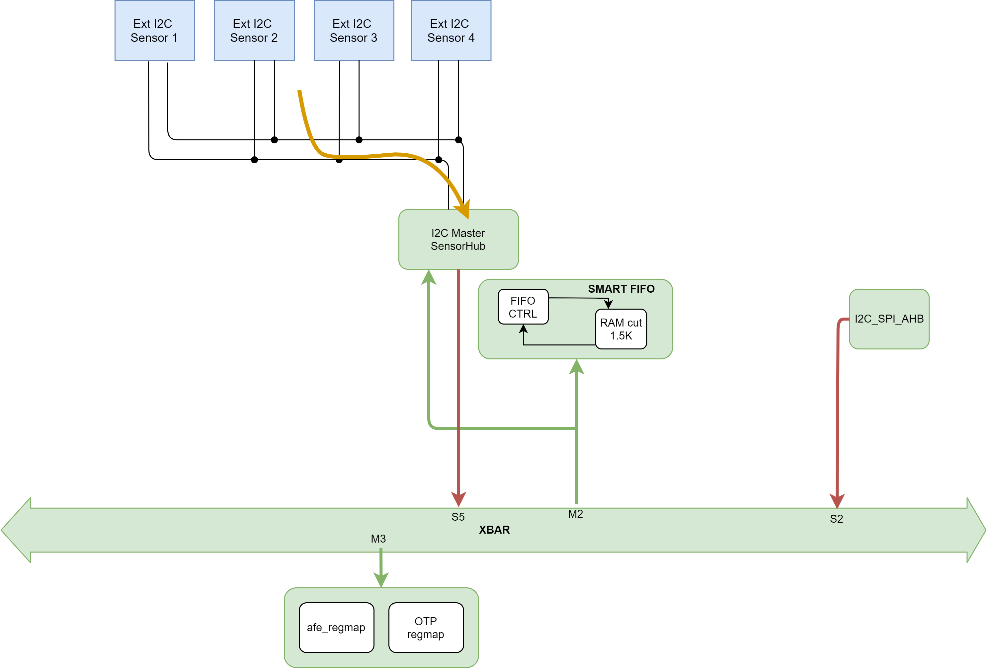 Ext I2C
Sensor 1
Ext I2C
Sensor 2
Ext I2C
Sensor 3
Ext I2C
Sensor 4
I2C Master
SensorHub
SMART FIFO
FIFO
CTRL
RAM cut
1.5K
I2C_SPI_AHB
S5
M2
S2
XBAR
M3
afe_regmap
OTP
regmap